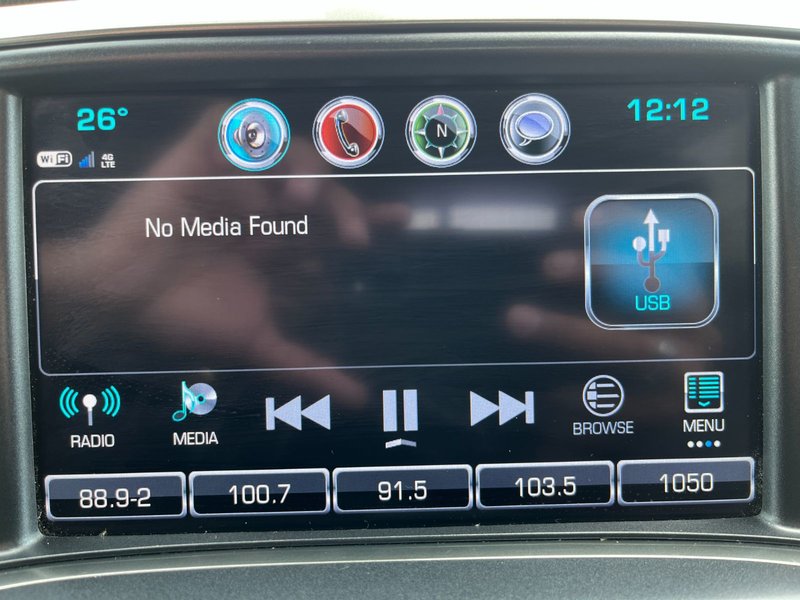 26°
N
12:12
WiFi
4G
LTE
No Media Found
USB
RADIO
MEDIA
BROWSE
MENU
88.9-2
100.7
91.5
103.5
1050